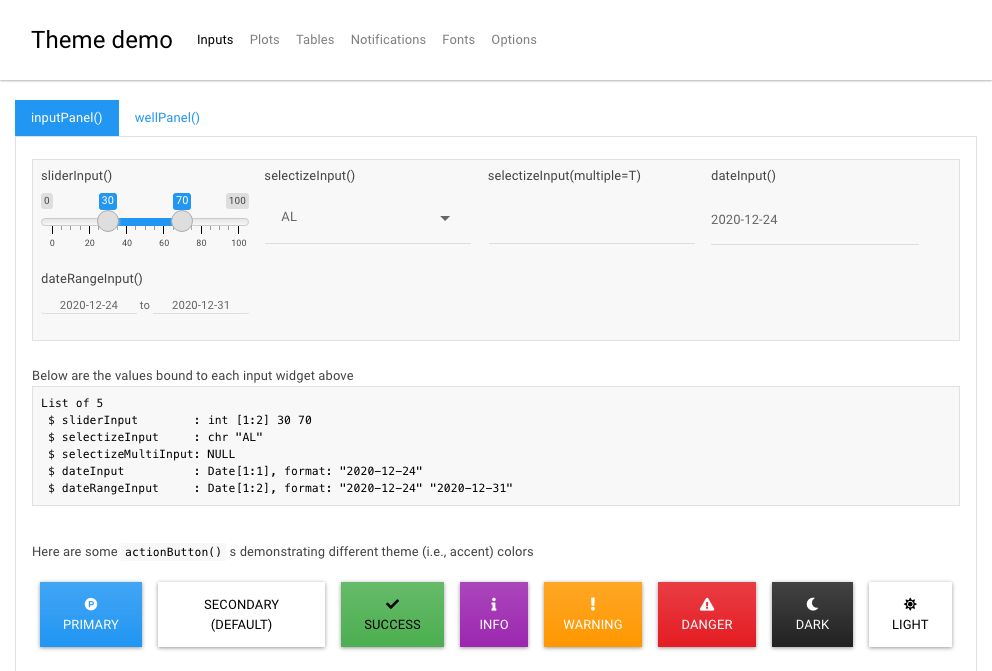 Theme demo Inputs Plots Tables Notifications Fonts Options
inputPanel() wellPanel()
sliderInput() selectizeInput() selectizeInput(multiple=T) dateInput()
0 30 70 100
AL 2020-12-24
0 20 40 60 80 100
dateRangeInput()
2020-12-24 to 2020-12-31
Below are the values bound to each input widget above
List of 5
$ sliderInput : int [1:2] 30 70
$ selectizeInput : chr "AL"
$ selectizeMultiInput: NULL
$ dateInput : Date[1:1], format: "2020-12-24"
$ dateRangeInput : Date[1:2], format: "2020-12-24" "2020-12-31"
Here are some actionButton() s demonstrating different theme (i.e., accent) colors
PRIMARY
SECONDARY
(DEFAULT)
SUCCESS
INFO
WARNING
DANGER
DARK
LIGHT